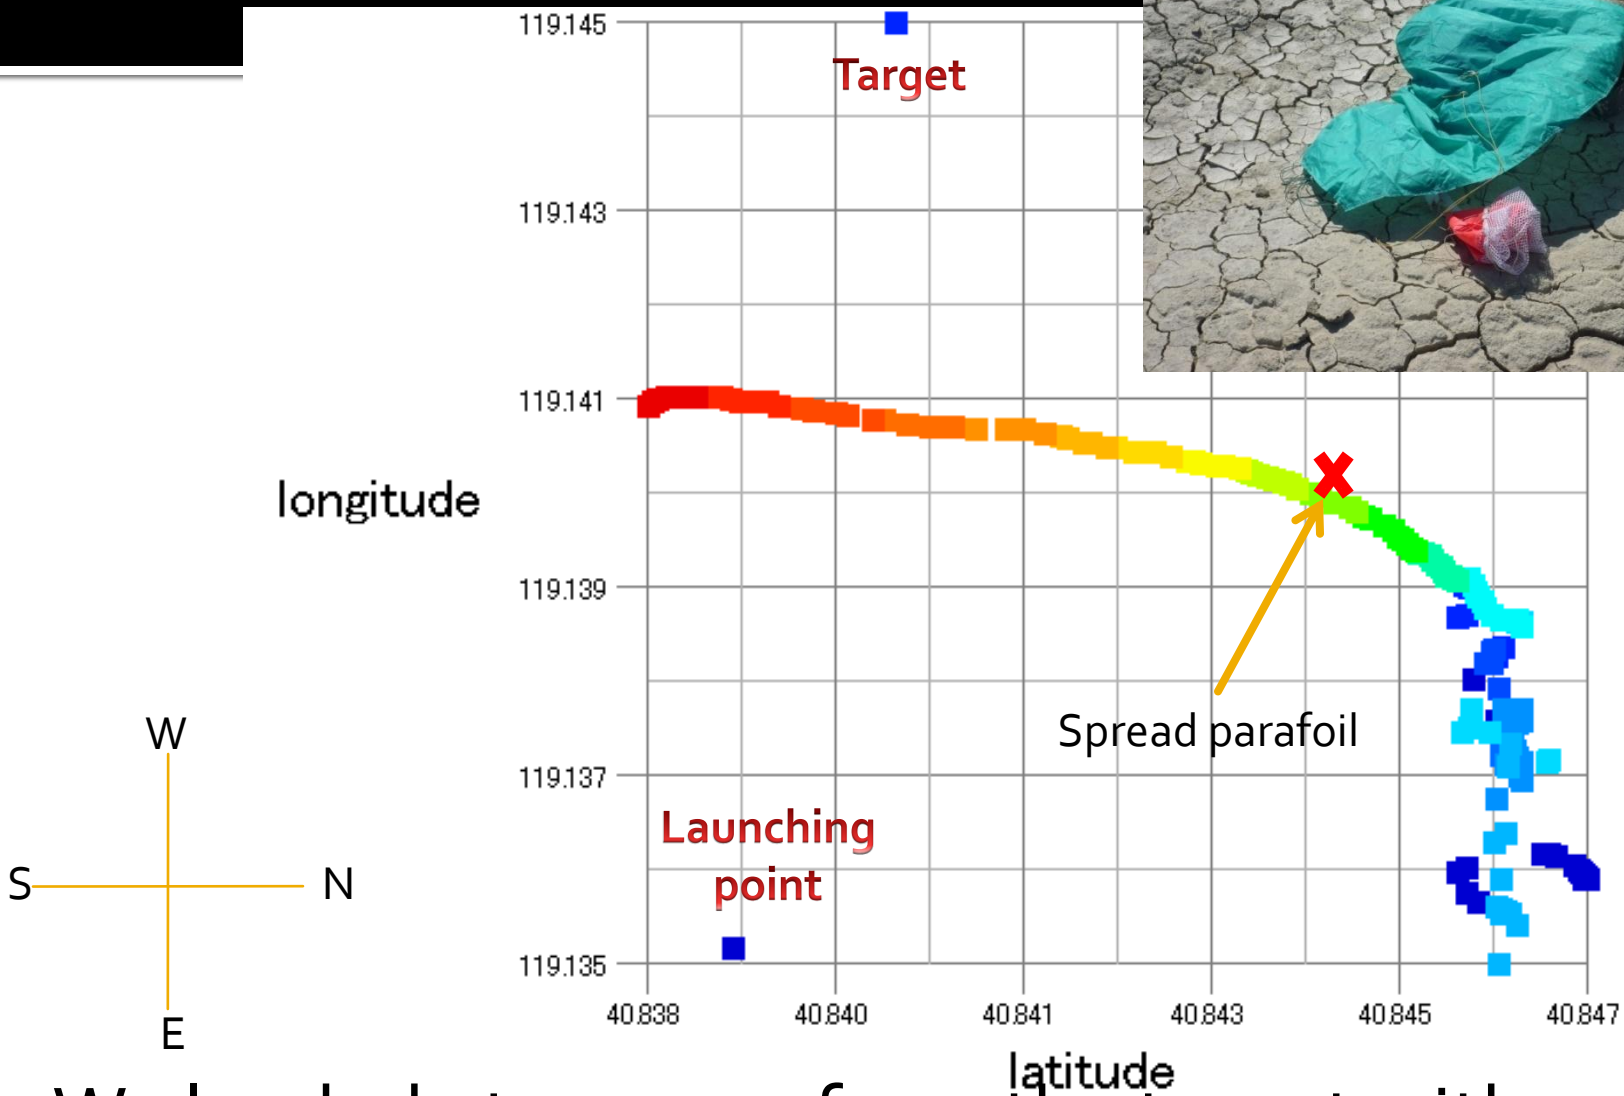 119.145
Target
119.143
119.141
longitude
119.139
W
Spread parafoil
119.137
Launching
point
S
N
119.135
40.838
40.840
40.841
40.843
40.845
40.847
E
latitude